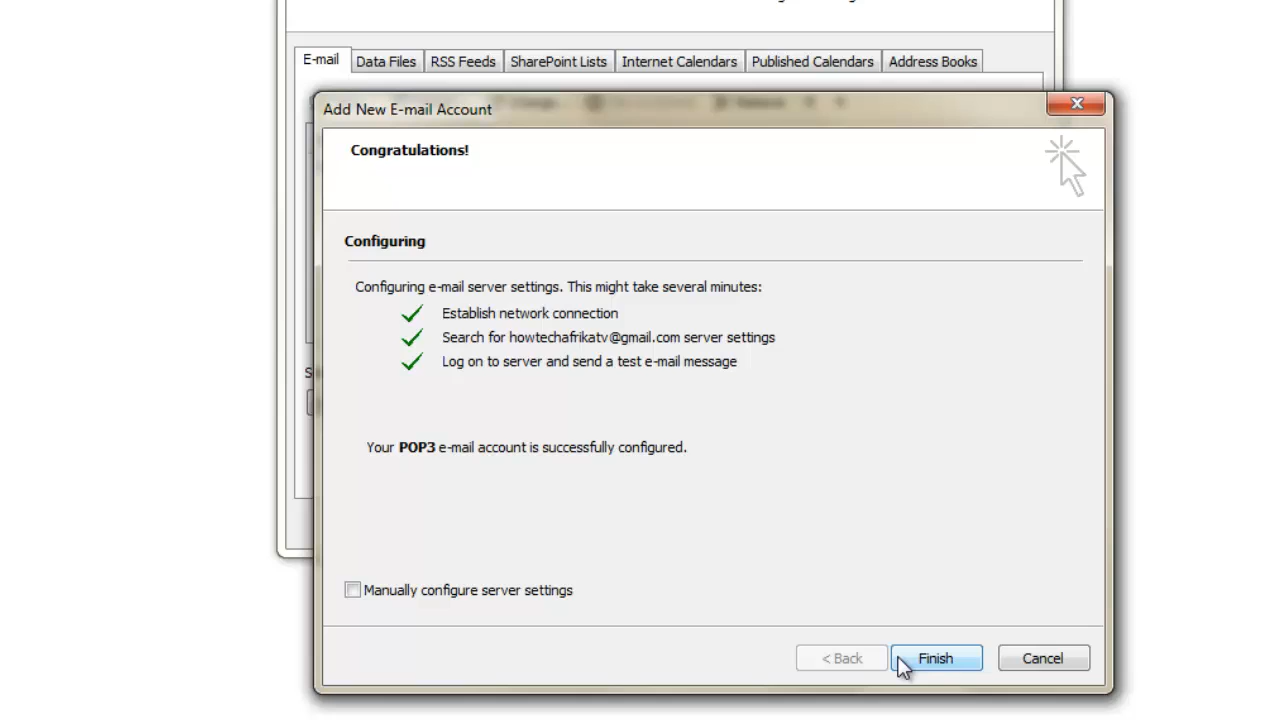 E-mail
Data Files
RSS Feeds
SharePoint Lists
Internet Calendars
Published Calendars
Address Books
Add New E-mail Account
Congratulations!
Configuring
Configuring e-mail server settings. This might take several minutes:
Establish network connection
Search for howtechafrikatv@gmail.com server settings
Log on to server and send a test e-mail message
Your POP3 e-mail account is successfully configured.
Manually configure server settings
< Back
Finish
Cancel